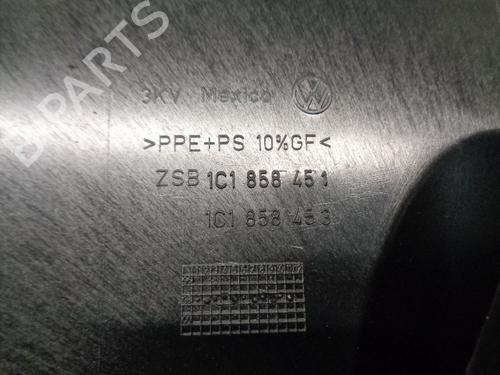 3KV Mexico
>PPE+PS 10%GF<
ZSB 1C1 858 451
1C1 858 453
PARTS